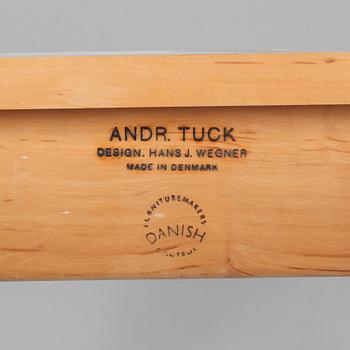 ANDR. TUCK
DESIGN. HANS J. WEGNER
MADE IN DENMARK
FURNITUREMAKERS
DANISH